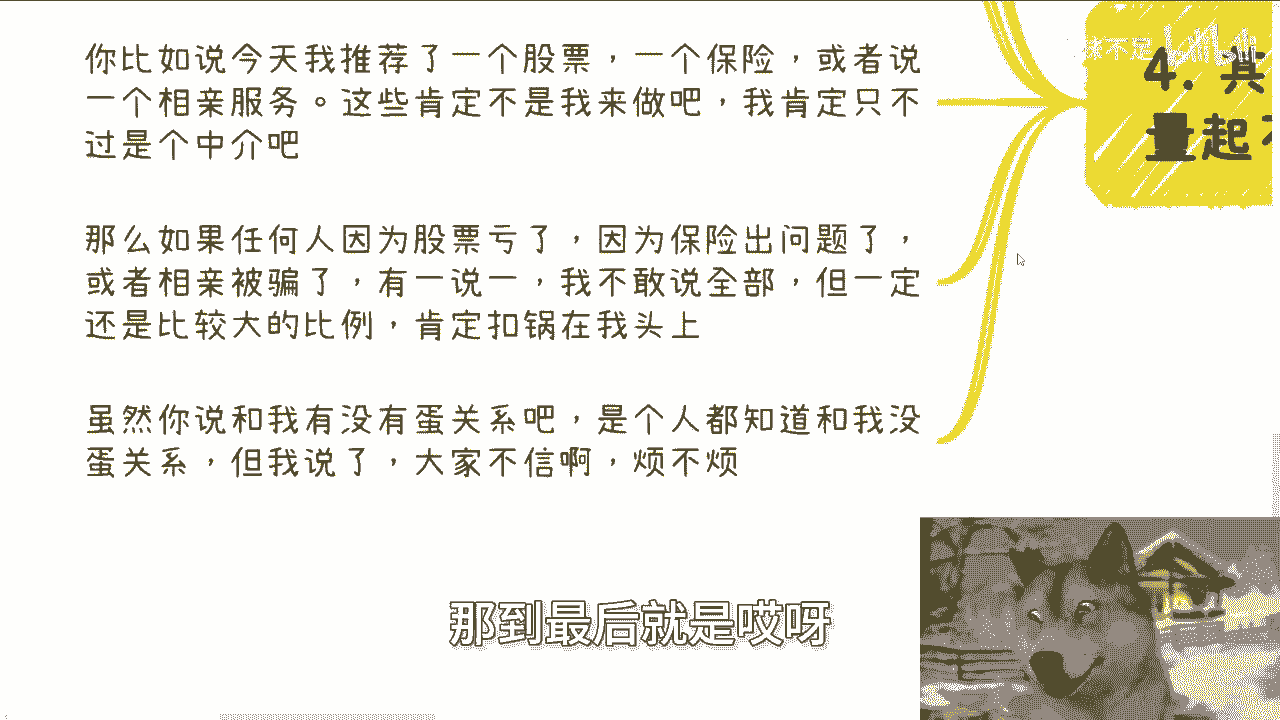 你比如说今天我推荐了一个股票，一个保险，或者说
一个相亲服务。这些肯定不是我来做吧，我肯定只不
过是个中介吧
那么如果任何人因为股票亏了，因为保险出问题了，
或者相亲被骗了，有一说一，我不敢说全部，但一定
还是比较大的比例，肯定扣锅在我头上
虽然你说和我有没有蛋关系吧，是个人都知道和我没
蛋关系，但我说了，大家不信啊，烦不烦
4. 其
量起
那到最后就是哎呀